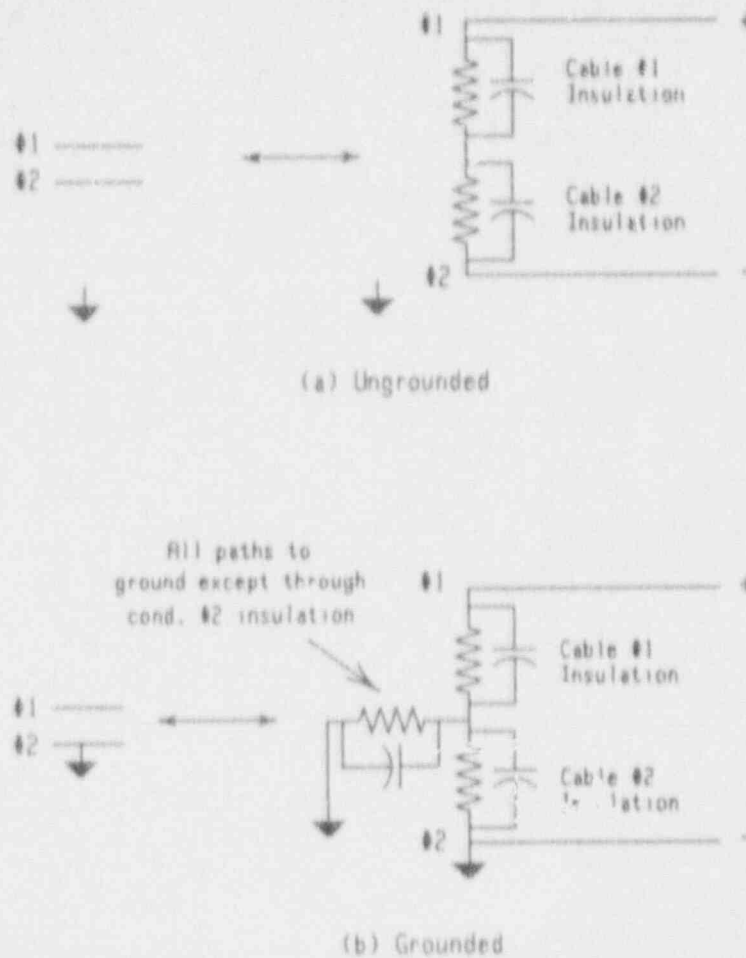 #1
Cable #1
Insulation
#1
#2
Cable #2
Insulation
#2
(a) Ungrounded
All paths to
ground except through
cond. #2 insulation
#1
Cable #1
Insulation
#1
#2
Cable #2
lation
#2
(b) Grounded